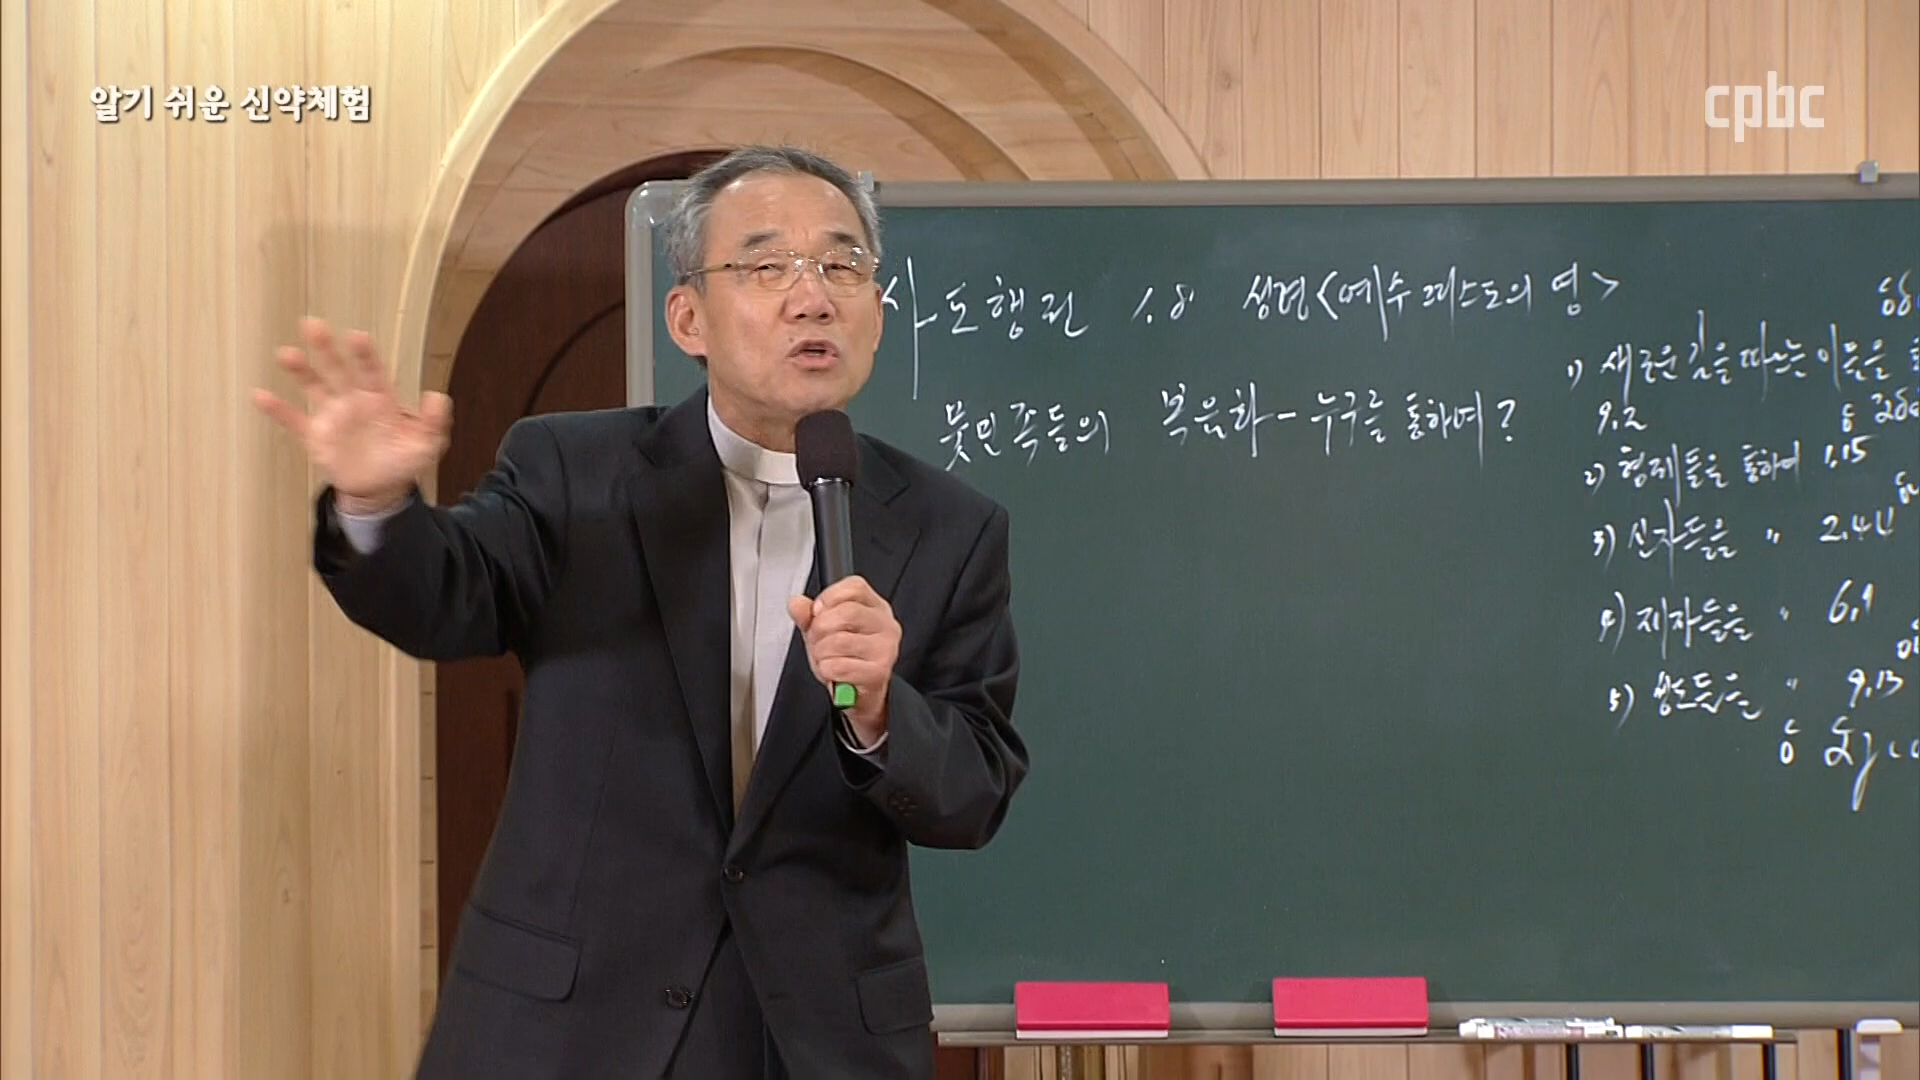 알기 쉬운 신약체험
cpbc
사도행전 1.8 성령<예수 그리스도의 영>
뭇민족들의 복음화-누구를 통하여?
1) 새로운 길을 따르는 이들을
9.2
2) 형제들을 통하여 1.15
3) 신자들을 〃 2.44
4) 제자들을 〃 6.1
5) 성도들을 〃 9.13